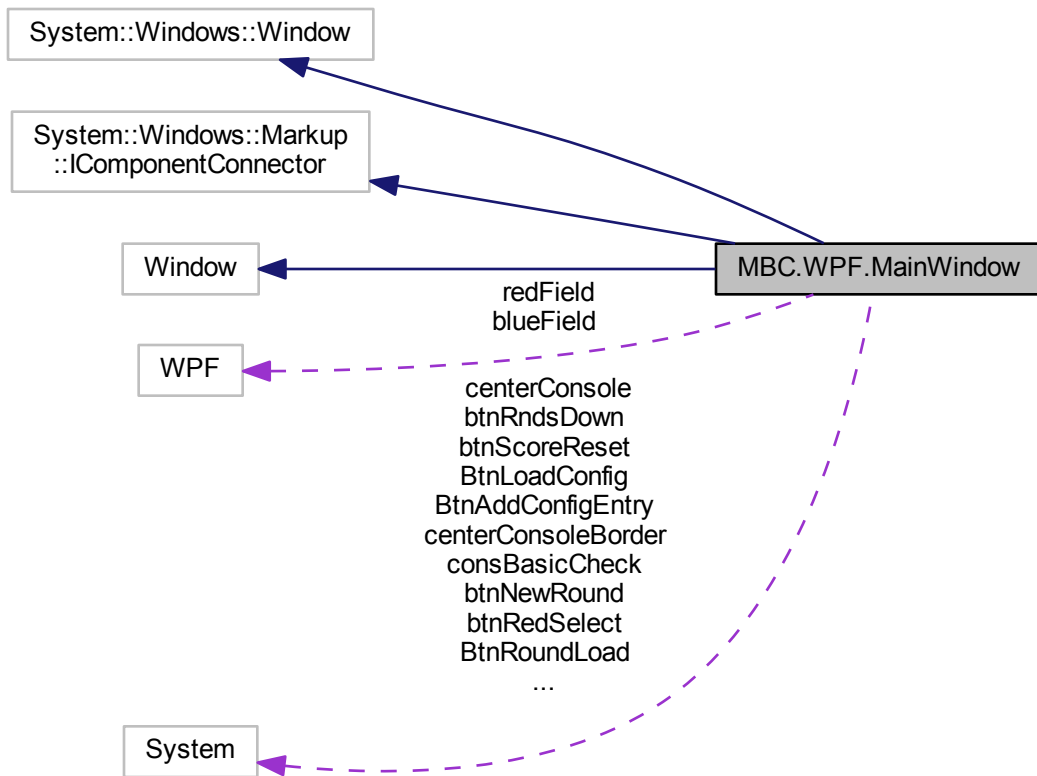 System::Windows::Window
System::Windows::Markup
::IComponentConnector
Window
MBC.WPF.MainWindow
redField
blueField
WPF
centerConsole
btnRndsDown
btnScoreReset
BtnLoadConfig
BtnAddConfigEntry
centerConsoleBorder
consBasicCheck
btnNewRound
btnRedSelect
BtnRoundLoad
...
System